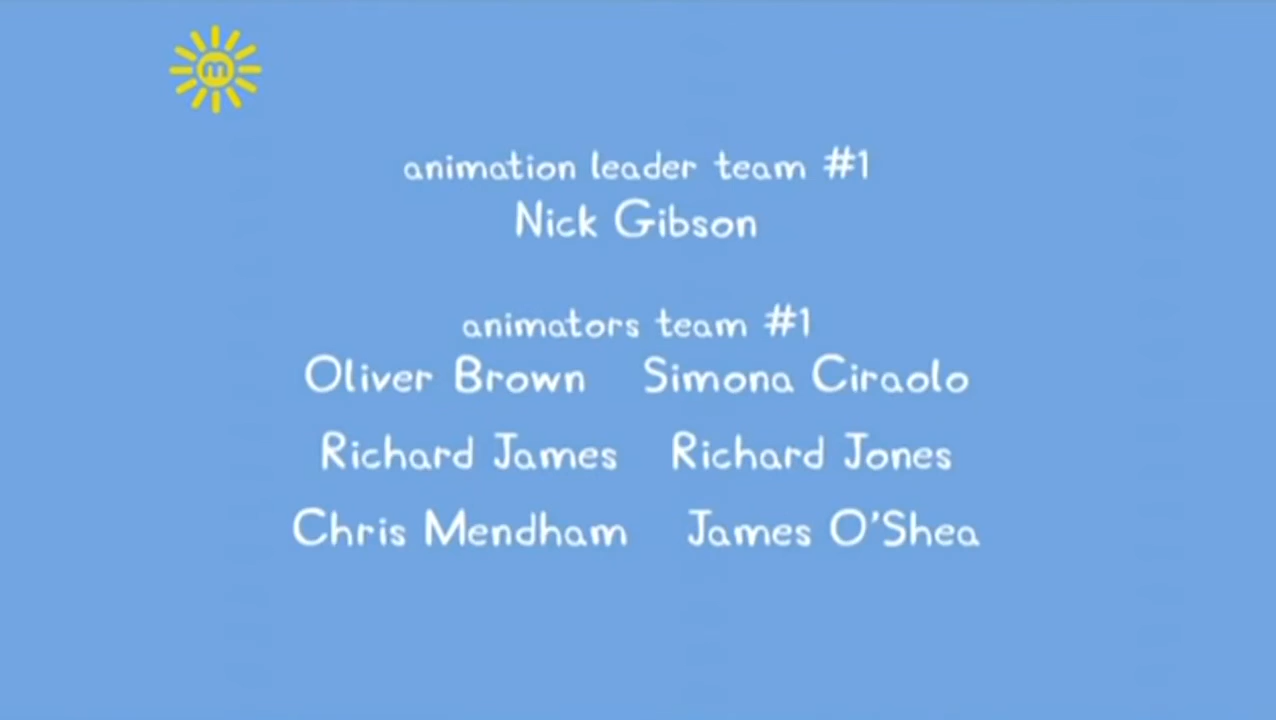 m
animation leader team #1
Nick Gibson
animators team #1
Oliver Brown Simona Ciraolo
Richard James Richard Jones
Chris Mendham James O'Shea